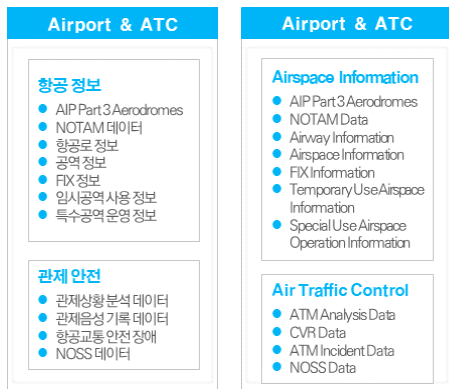 Airport & ATC
항공 정보
AIP Part 3 Aerodromes
NOTAM 데이터
항공로 정보
공역 정보
FIX 정보
임시공역 사용 정보
특수공역 운영 정보
관제 안전
관제상황 분석 데이터
관제음성 기록 데이터
항공교통 안전 장애
NOSS 데이터
Airport & ATC
Airspace Information
AIP Part 3 Aerodromes
NOTAM Data
Airway Information
Airspace Information
FIX Information
Temporary Use Airspace
Information
Special Use Airspace
Operation Information
Air Traffic Control
ATM Analysis Data
CVR Data
ATM Incident Data
NOSS Data